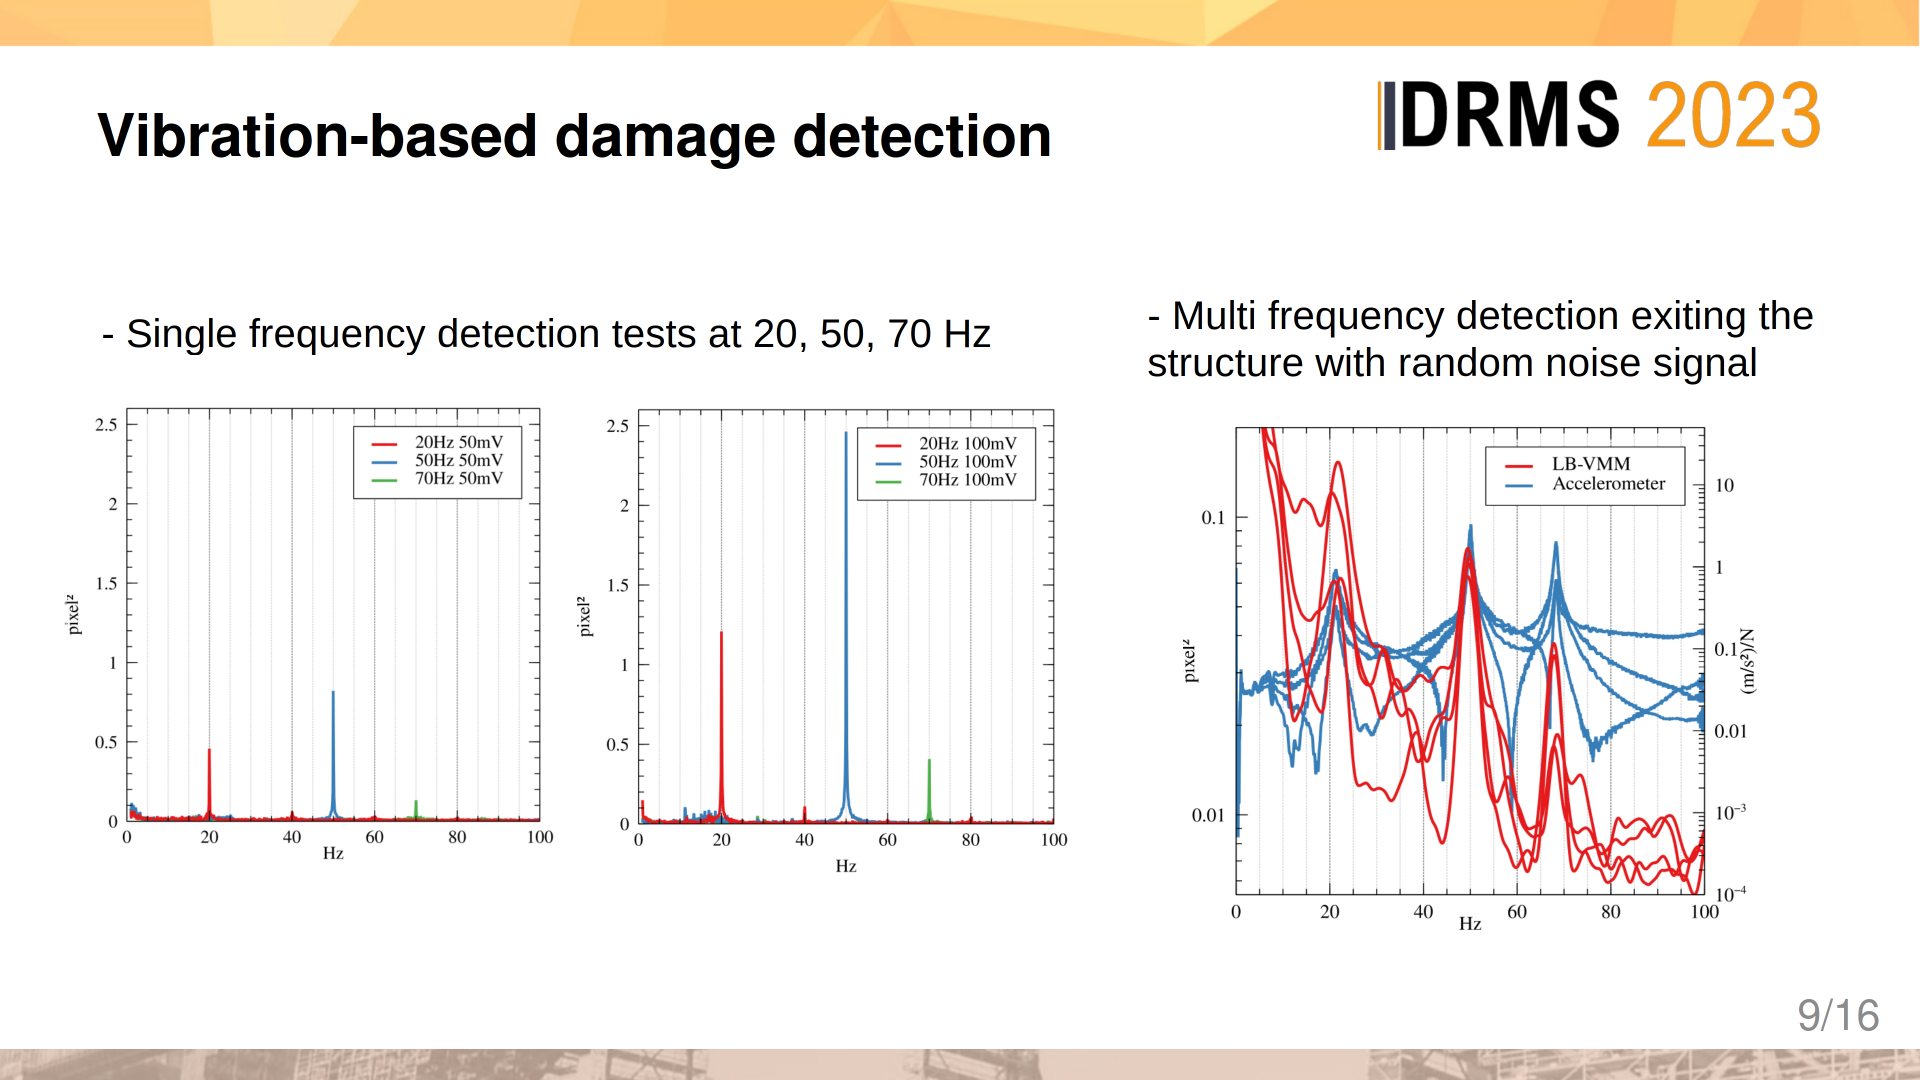 DRMS 2023
Vibration-based damage detection
- Single frequency detection tests at 20, 50, 70 Hz
- Multi frequency detection exiting the
structure with random noise signal
2.5
2
1.5
1
0.5
0
pixel²
20Hz 50mV
50Hz 50mV
70Hz 50mV
0 20 40 60 80 100
Hz
2.5
2
1.5
1
0.5
0
pixel²
20Hz 100mV
50Hz 100mV
70Hz 100mV
0 20 40 60 80 100
Hz
0.1
0.01
pixel²
LB-VMM
Accelerometer
10
1
0.1
0.01
10⁻³
10⁻⁴
(m/s²)/N
0 20 40 60 80 100
Hz
9/16